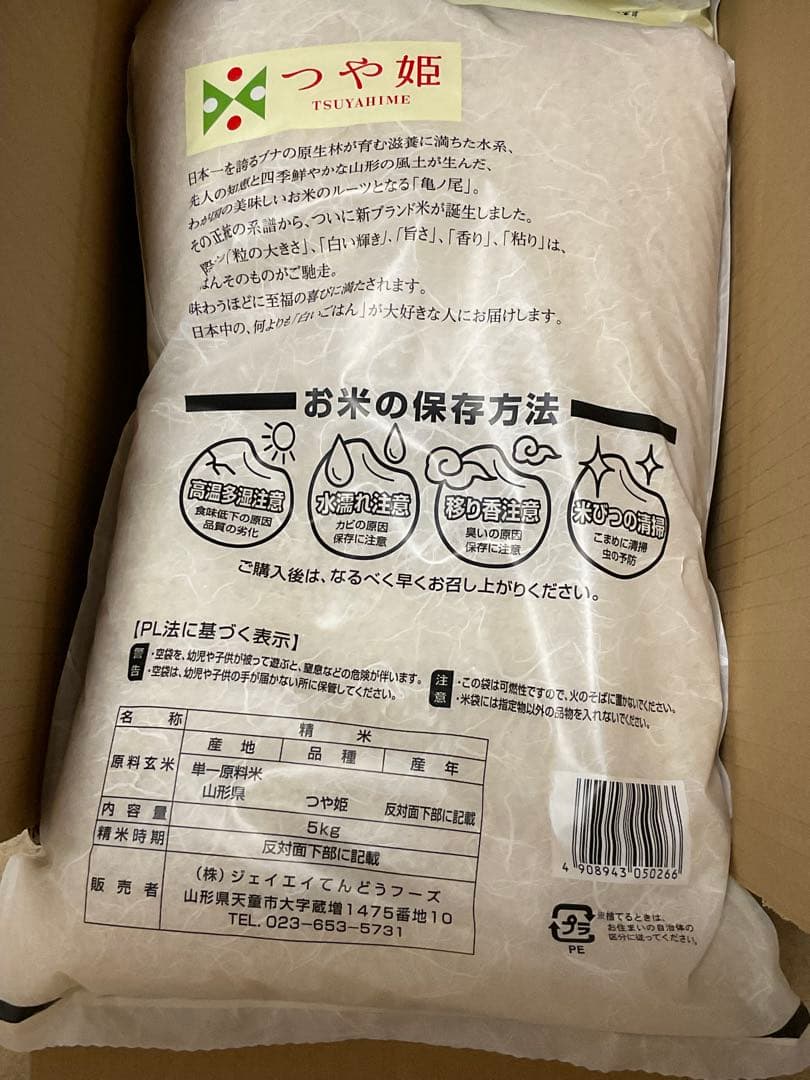 つや姫
TSUYAHIME
日本一を誇るブナの原生林が育む滋養に満ちた水系、
先人の知恵と四季鮮やかな山形の風土が生んだ、
わが国の美味しいお米のルーツとなる「亀ノ尾」。
その正統の系譜から、ついに新ブランド米が誕生しました。
「粒の大きさ」、「白い輝き」、「旨さ」、「香り」、「粘り」は、
はんそのものがご馳走。
味わうほどに至福の喜びに満たされます。
日本中の、何よりも「白いごはん」が大好きな人にお届けします。
お米の保存方法
高温多湿注意
食味低下の原因
品質の劣化
水濡れ注意
カビの原因
保存に注意
移り香注意
臭いの原因
保存に注意
米びつの清掃
こまめに清掃
虫の予防
ご購入後は、なるべく早くお召し上がりください。
【PL法に基づく表示】
警告
・空袋を、幼児や子供が被って遊ぶと、窒息などの危険が伴います。
・空袋は、幼児や子供の手が届かない所に保管してください。
注意
・この袋は可燃性ですので、火のそばに置かないでください。
・米袋には指定物以外の品物を入れないでください。
名称 精米
原料玄米 産地 品種 産年
単一原料米
山形県 つや姫 反対面下部に記載
内容量 5kg
精米時期 反対面下部に記載
販売者 (株)ジェイエイてんどうフーズ
山形県天童市大字蔵増1475番地10
TEL. 023-653-5731
4 908943 050266
プラ
PE
※捨てるときは、
お住まいの自治体の
区分に従ってください。